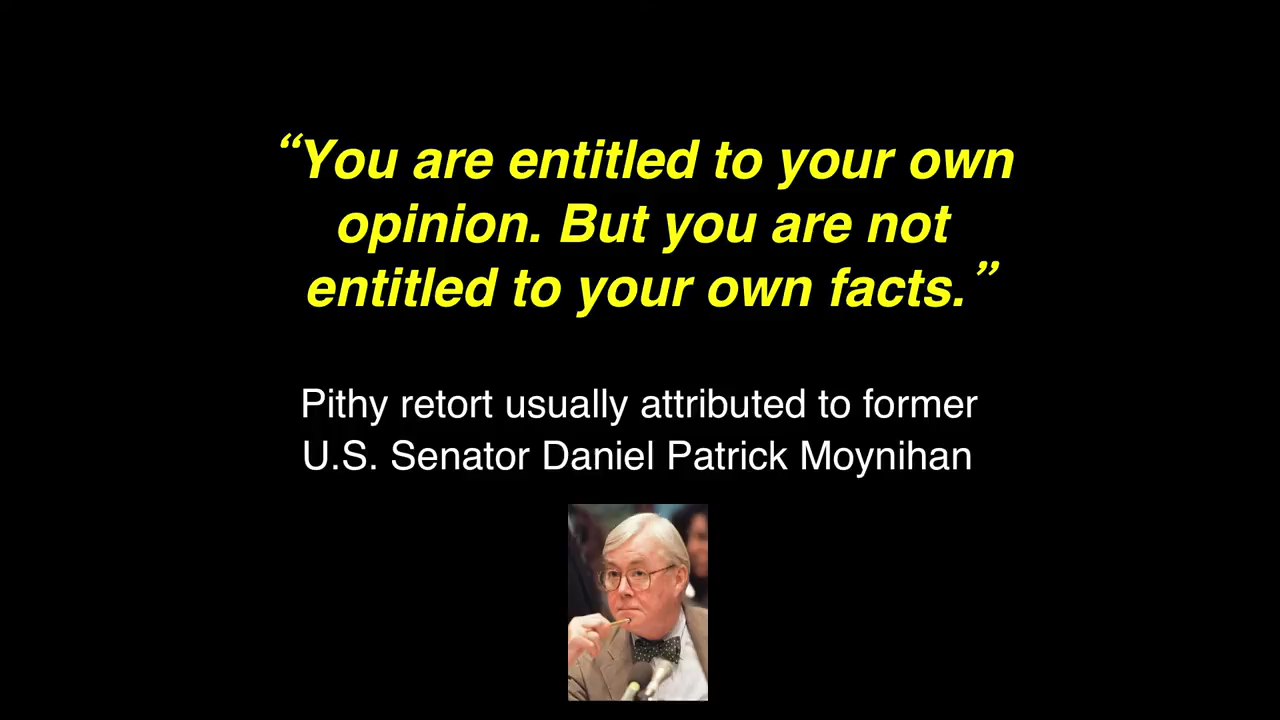 “You are entitled to your own
opinion. But you are not
entitled to your own facts.”
Pithy retort usually attributed to former
U.S. Senator Daniel Patrick Moynihan